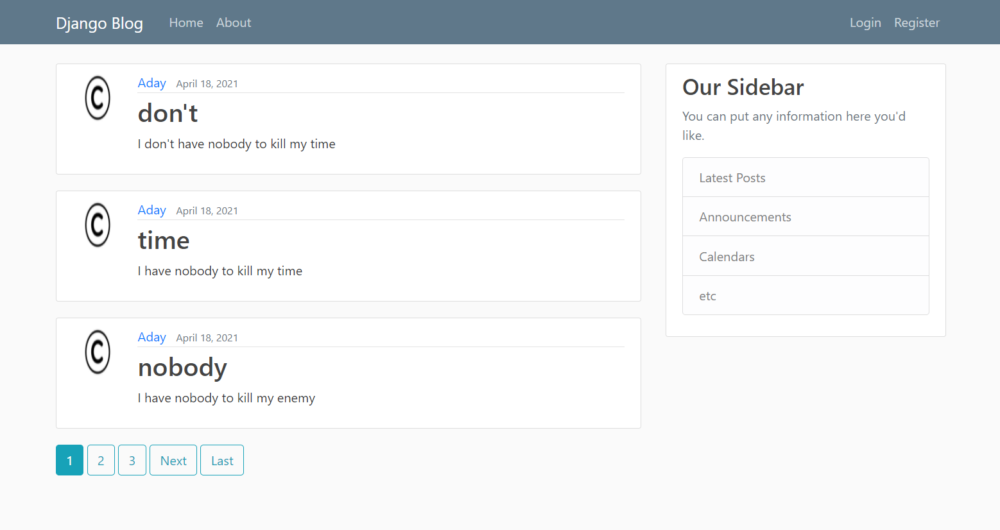 Django Blog Home About Login Register
©
Aday April 18, 2021
don't
I don't have nobody to kill my time
©
Aday April 18, 2021
time
I have nobody to kill my time
©
Aday April 18, 2021
nobody
I have nobody to kill my enemy
1 2 3 Next Last
Our Sidebar
You can put any information here you'd
like.
Latest Posts
Announcements
Calendars
etc